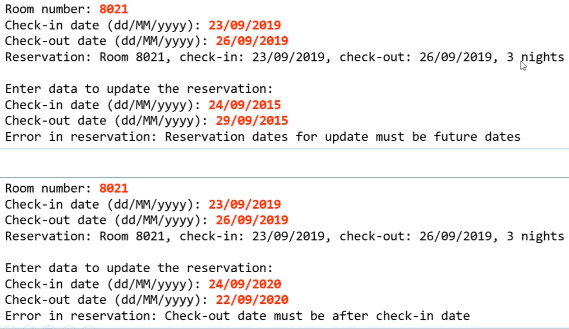 Room number: 8021
Check-in date (dd/MM/yyyy): 23/09/2019
Check-out date (dd/MM/yyyy): 26/09/2019
Reservation: Room 8021, check-in: 23/09/2019, check-out: 26/09/2019, 3 nights
Enter data to update the reservation:
Check-in date (dd/MM/yyyy): 24/09/2015
Check-out date (dd/MM/yyyy): 29/09/2015
Error in reservation: Reservation dates for update must be future dates
Room number: 8021
Check-in date (dd/MM/yyyy): 23/09/2019
Check-out date (dd/MM/yyyy): 26/09/2019
Reservation: Room 8021, check-in: 23/09/2019, check-out: 26/09/2019, 3 nights
Enter data to update the reservation:
Check-in date (dd/MM/yyyy): 24/09/2020
Check-out date (dd/MM/yyyy): 22/09/2020
Error in reservation: Check-out date must be after check-in date